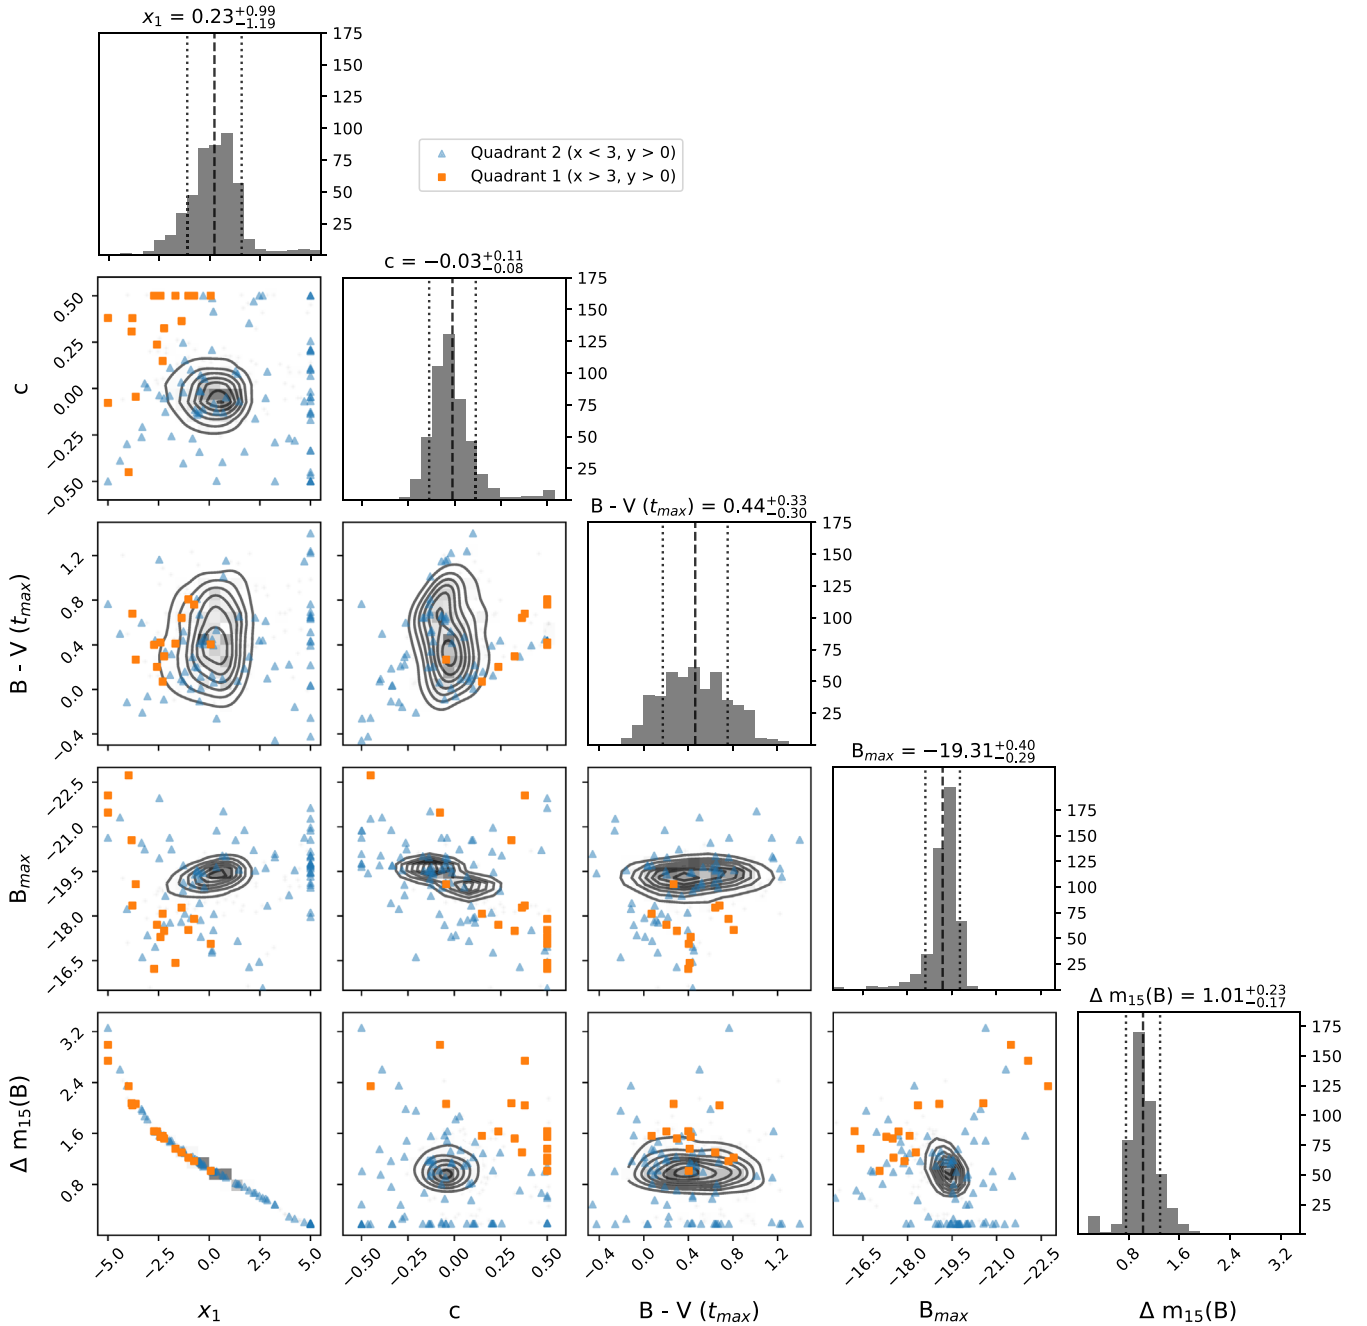 x₁ = 0.23 +0.99 −1.19
175
150
125
100
75
50
25
Quadrant 2 (x < 3, y > 0)
Quadrant 1 (x > 3, y > 0)
c = −0.03 +0.11 −0.08
175
150
125
100
75
50
25
c
0.50
0.25
0.00
−0.25
−0.50
B - V (t_max) = 0.44 +0.33 −0.30
175
150
125
100
75
50
25
B - V (t_max)
1.2
0.8
0.4
0.0
−0.4
B_max = −19.31 +0.40 −0.29
175
150
125
100
75
50
25
B_max
−22.5
−21.0
−19.5
−18.0
−16.5
Δ m₁₅(B) = 1.01 +0.23 −0.17
175
150
125
100
75
50
25
Δ m₁₅(B)
3.2
2.4
1.6
0.8
−5.0 −2.5 0.0 2.5 5.0
−0.50 −0.25 0.00 0.25 0.50
−0.4 0.0 0.4 0.8 1.2
−16.5 −18.0 −19.5 −21.0 −22.5
0.8 1.6 2.4 3.2
x₁
c
B - V (t_max)
B_max
Δ m₁₅(B)